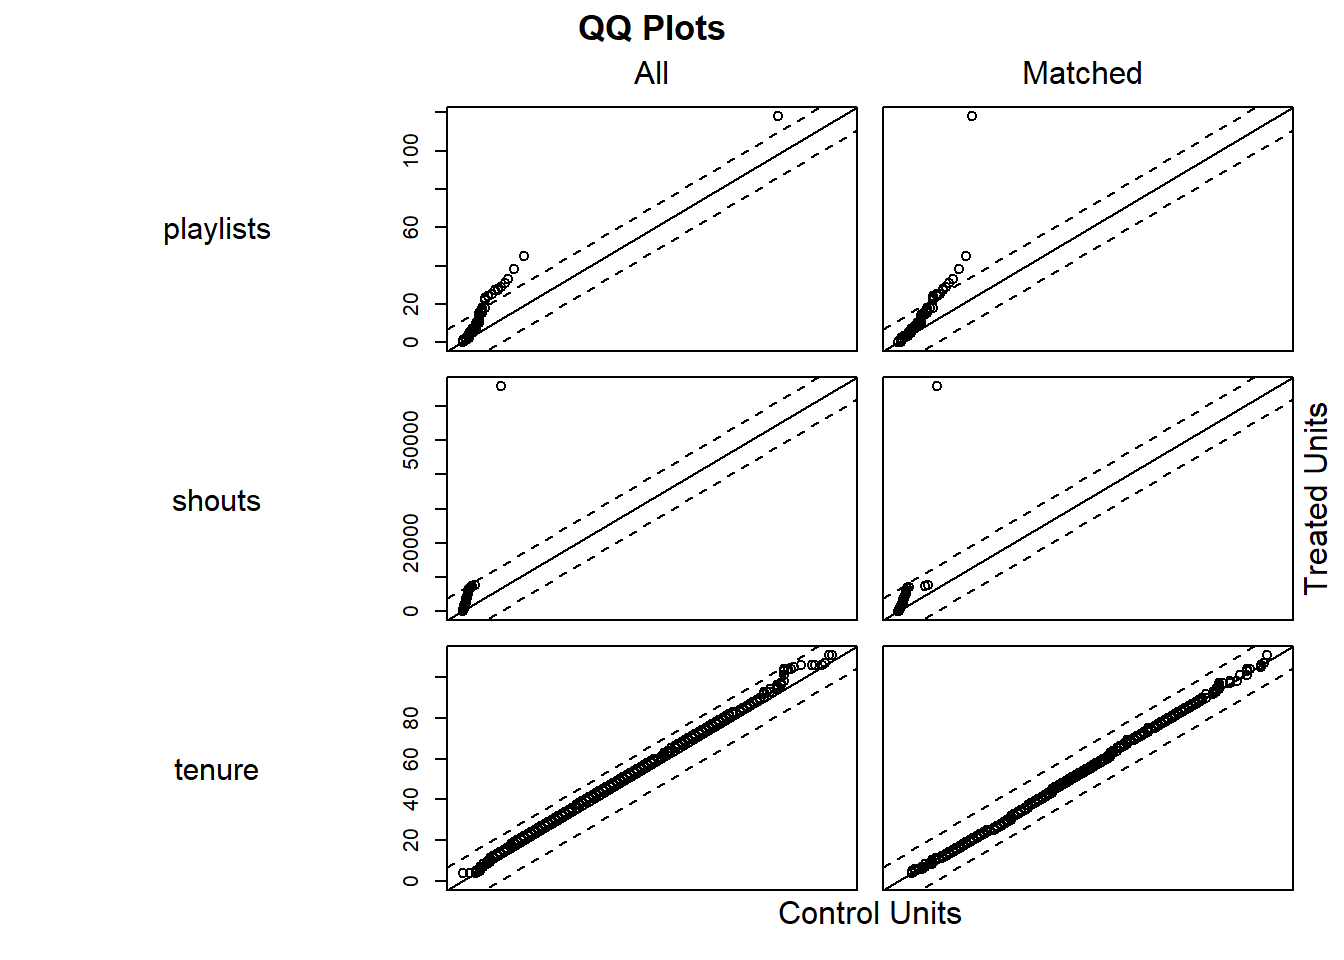 QQ Plots
All Matched
playlists
0 20 60 100
shouts
0 20000 50000
tenure
0 20 40 60 80
Control Units
Treated Units